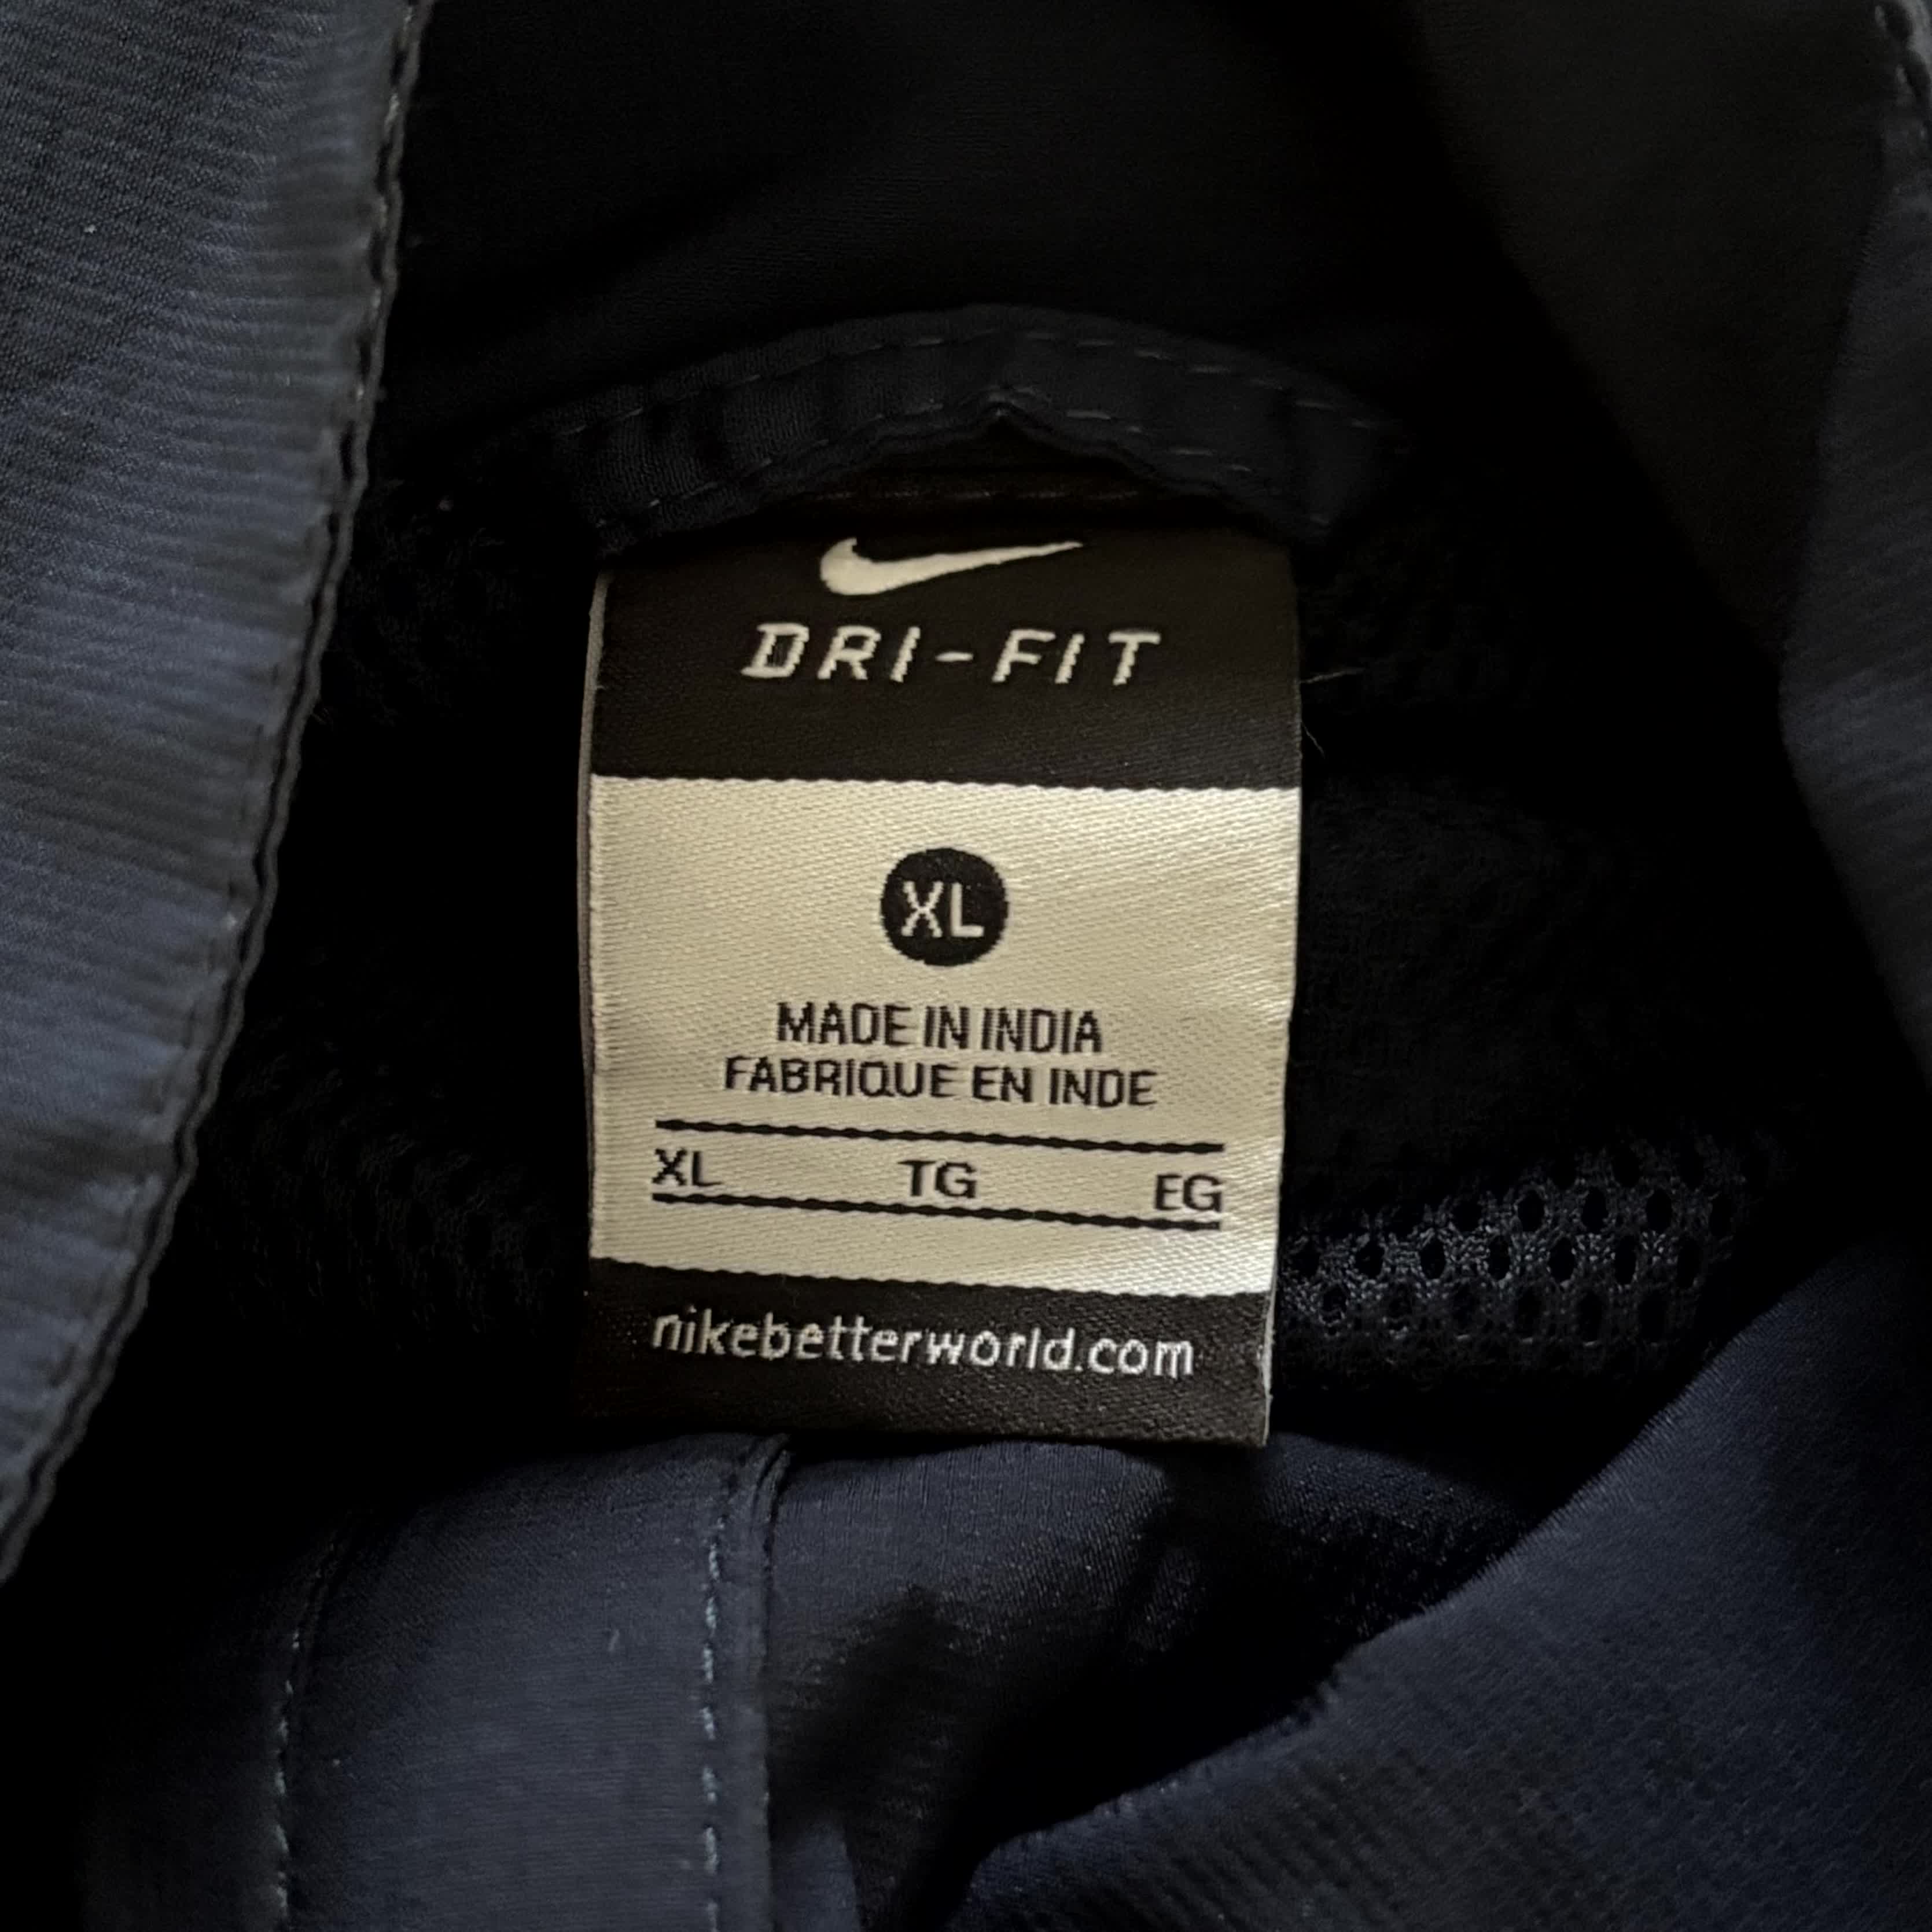 DRI-FIT
XL
MADE IN INDIA
FABRIQUE EN INDE
XL TG EG
nikebetterworld.com